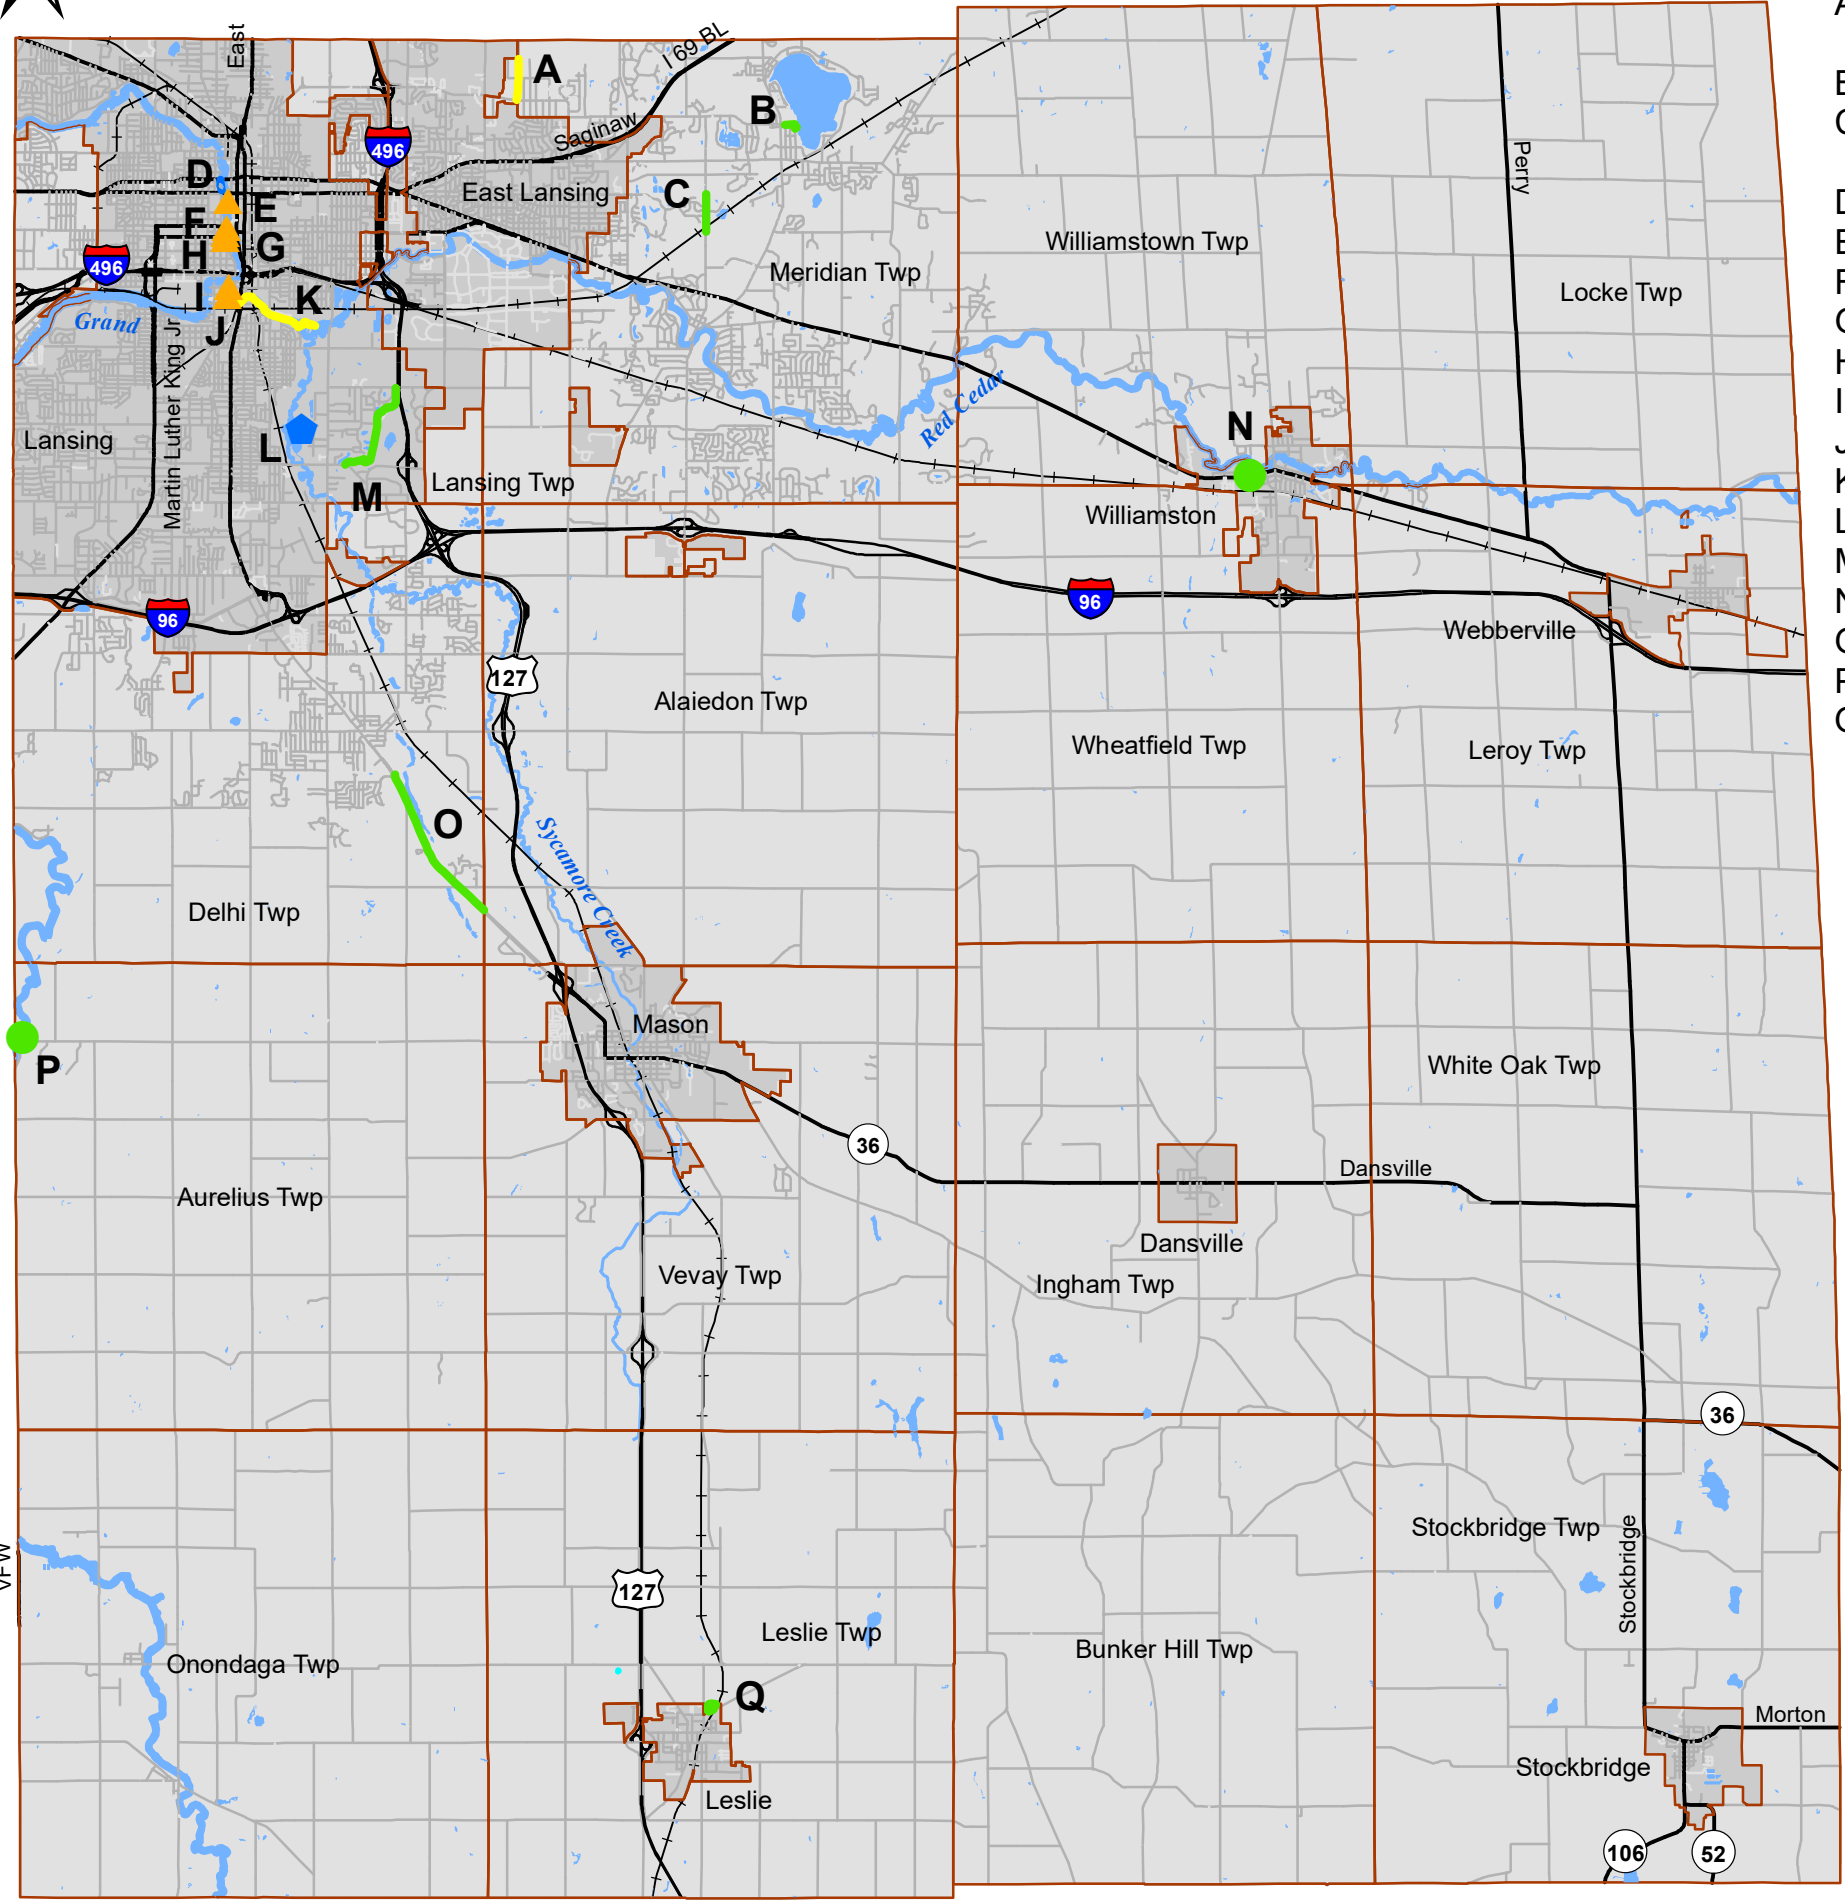 East
I 69 BL
A
B
Saginaw
496
D
East Lansing
C
E
F
Perry
G
H
496
Williamstown Twp
Meridian Twp
Locke Twp
I
K
Grand
J
Martin Luther King Jr
Red Cedar
N
Lansing
L
M
Lansing Twp
Williamston
96
96
Webberville
127
Alaiedon Twp
Wheatfield Twp
Leroy Twp
O
Sycamore Creek
Delhi Twp
Mason
P
White Oak Twp
36
Dansville
Aurelius Twp
Dansville
Vevay Twp
Ingham Twp
36
Stockbridge Twp
Stockbridge
VFW
127
Leslie Twp
Bunker Hill Twp
Onondaga Twp
Q
Morton
Stockbridge
Leslie
106
52